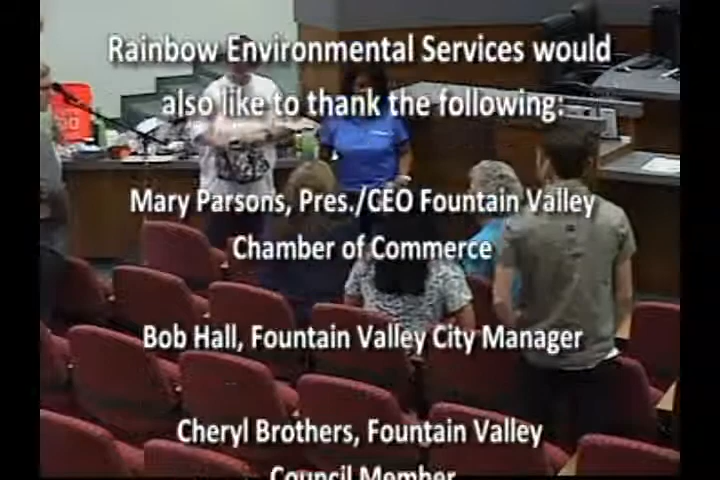 Rainbow Environmental Services would
also like to thank the following:
Mary Parsons, Pres./CEO Fountain Valley
Chamber of Commerce
Bob Hall, Fountain Valley City Manager
Cheryl Brothers, Fountain Valley
Council Member